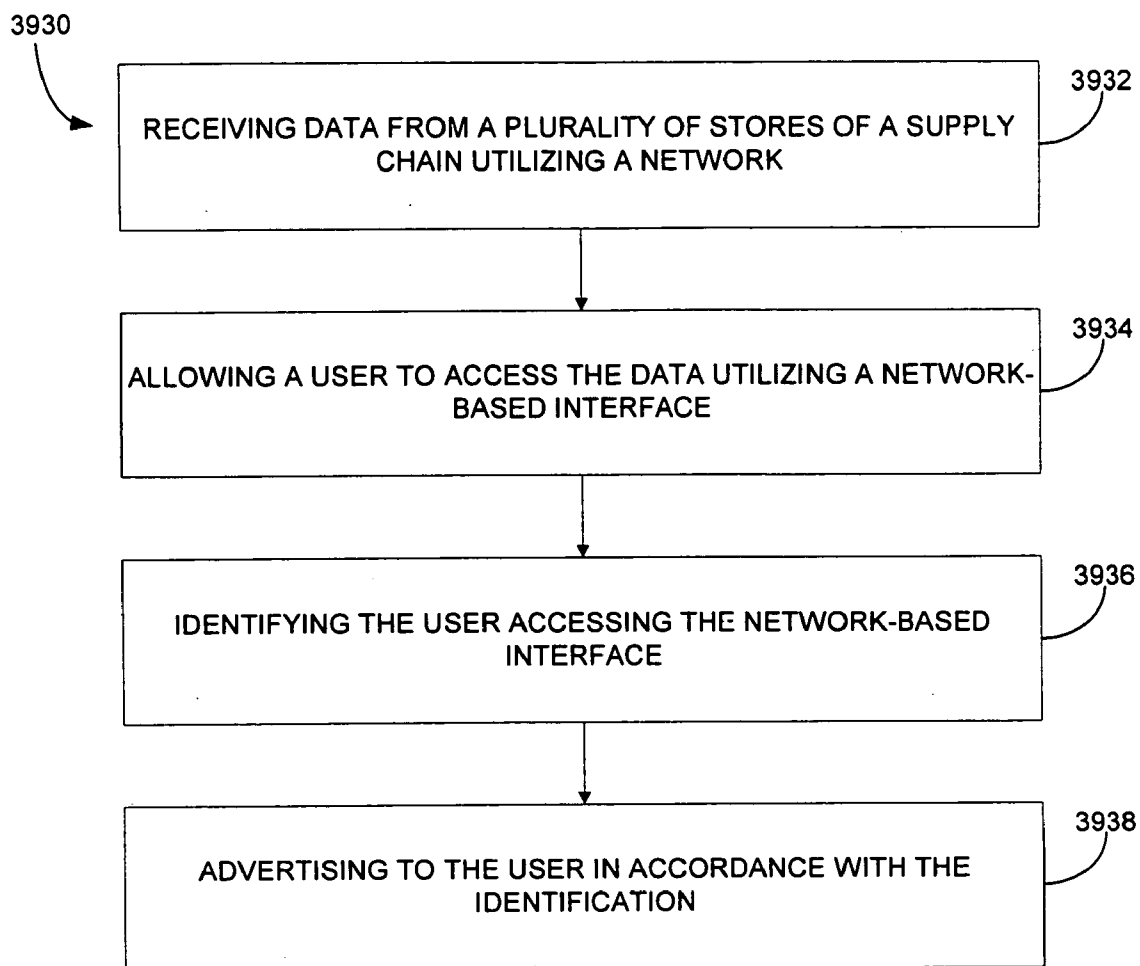 3930
3932
RECEIVING DATA FROM A PLURALITY OF STORES OF A SUPPLY
CHAIN UTILIZING A NETWORK
3934
ALLOWING A USER TO ACCESS THE DATA UTILIZING A NETWORK-
BASED INTERFACE
3936
IDENTIFYING THE USER ACCESSING THE NETWORK-BASED
INTERFACE
3938
ADVERTISING TO THE USER IN ACCORDANCE WITH THE
IDENTIFICATION